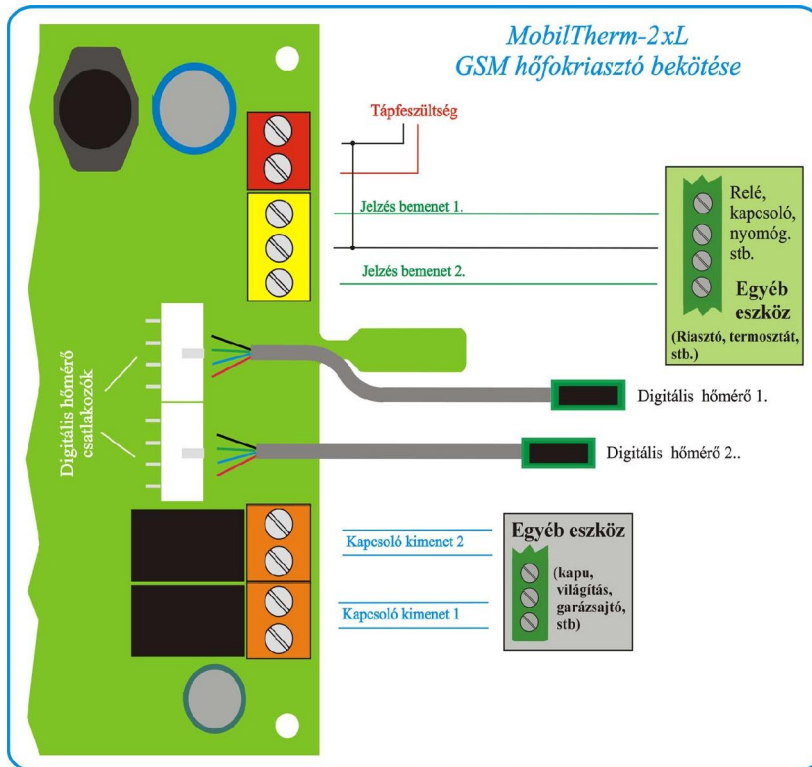 MobilTherm-2xL
GSM hőfokriasztó bekötése
Tápfeszültség
Jelzés bemenet 1.
Jelzés bemenet 2.
Relé,
kapcsoló,
nyomóg.
stb.
Egyéb
eszköz
(Riasztó, termosztát,
stb.)
Digitális hőmérő
csatlakozók
Digitális hőmérő 1.
Digitális hőmérő 2..
Kapcsoló kimenet 2
Kapcsoló kimenet 1
Egyéb eszköz
(kapu,
világítás,
garázsajtó,
stb)